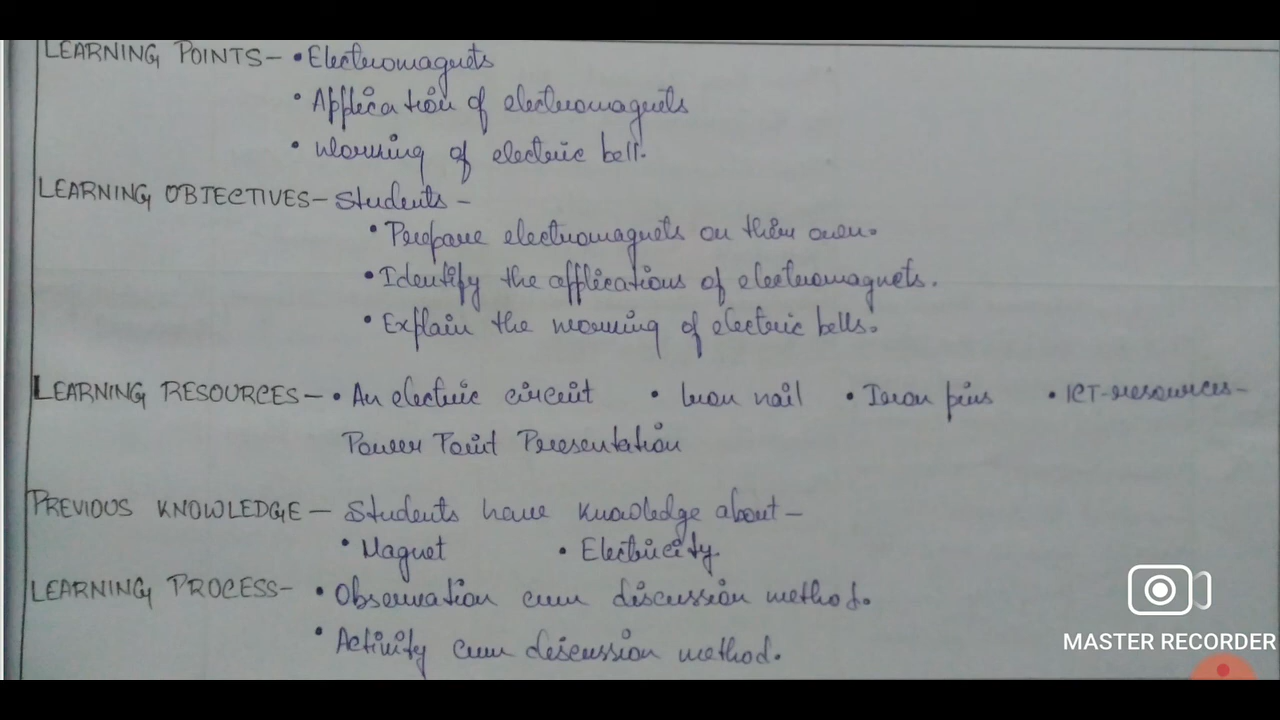 LEARNING POINTS- • Electromagnets
• Application of electromagnets
• Working of electric bell.
LEARNING OBJECTIVES- Students -
• Prepare electromagnets on their own.
• Identify the applications of electromagnets.
• Explain the working of electric bells.
LEARNING RESOURCES- • An electric circuit • Iron nail • Iron pins • ICT-resources-
Power Point Presentation
PREVIOUS KNOWLEDGE - Students have knowledge about -
• Magnet • Electricity.
LEARNING PROCESS- • Observation cum discussion method.
• Activity cum discussion method.
MASTER RECORDER